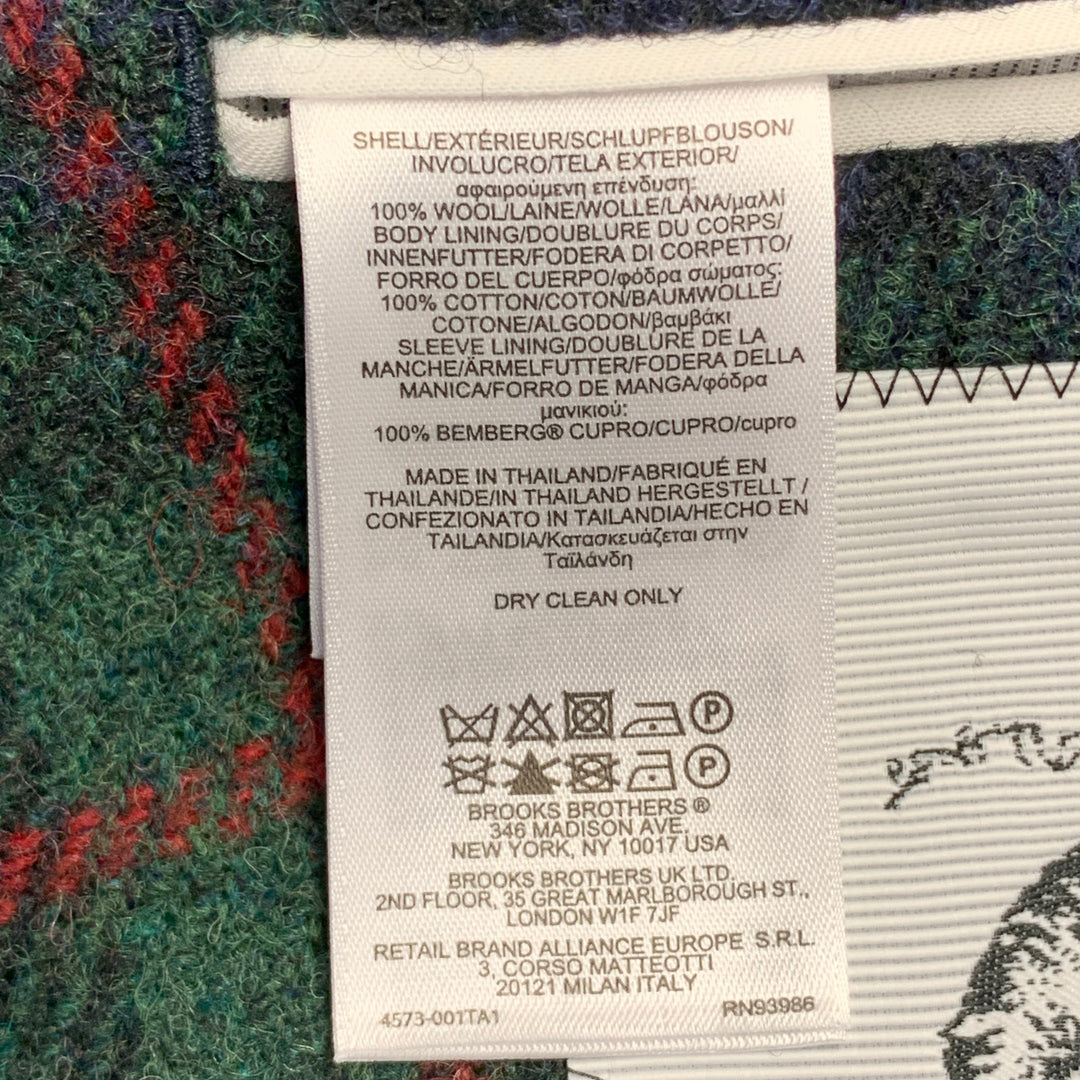 SHELL/EXTÉRIEUR/SCHLUPFBLOUSON/
INVOLUCRO/TELA EXTERIOR/
αφαιρούμενη επένδυση:
100% WOOL/LAINE/WOLLE/LANA/μαλλί
BODY LINING/DOUBLURE DU CORPS/
INNENFUTTER/FODERA DI CORPETTO/
FORRO DEL CUERPO/φόδρα σώματος:
100% COTTON/COTON/BAUMWOLLE/
COTONE/ALGODON/βαμβάκι
SLEEVE LINING/DOUBLURE DE LA
MANCHE/ÄRMELFUTTER/FODERA DELLA
MANICA/FORRO DE MANGA/φόδρα
μανικιού:
100% BEMBERG® CUPRO/CUPRO/cupro
MADE IN THAILAND/FABRIQUÉ EN
THAILANDE/IN THAILAND HERGESTELLT /
CONFEZIONATO IN TAILANDIA/HECHO EN
TAILANDIA/Κατασκευάζεται στην
Ταϊλάνδη
DRY CLEAN ONLY
P
P
BROOKS BROTHERS ®
346 MADISON AVE.
NEW YORK, NY 10017 USA
BROOKS BROTHERS UK LTD.
2ND FLOOR, 35 GREAT MARLBOROUGH ST.,
LONDON W1F 7JF
RETAIL BRAND ALLIANCE EUROPE S.R.L.
3, CORSO MATTEOTTI
20121 MILAN ITALY
4573-001TA1 RN93986